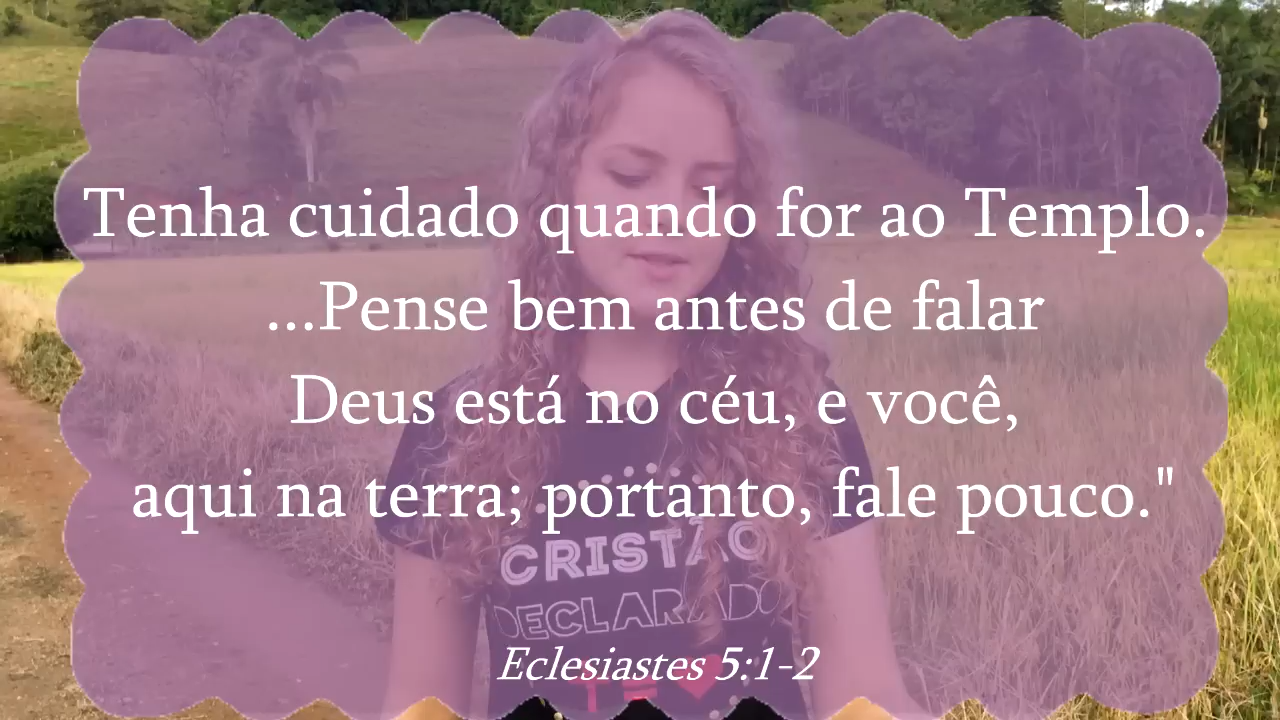 Tenha cuidado quando for ao Templo.
...Pense bem antes de falar
Deus está no céu, e você,
aqui na terra; portanto, fale pouco."
CRISTÃO
DECLARADO
Eclesiastes 5:1-2